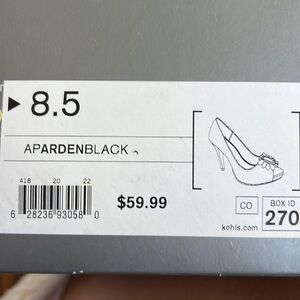 ▶ 8.5
APARDENBLACK
418 20 22
6 28236 93058 0
$59.99
CO
BOX ID
270
kohls.com